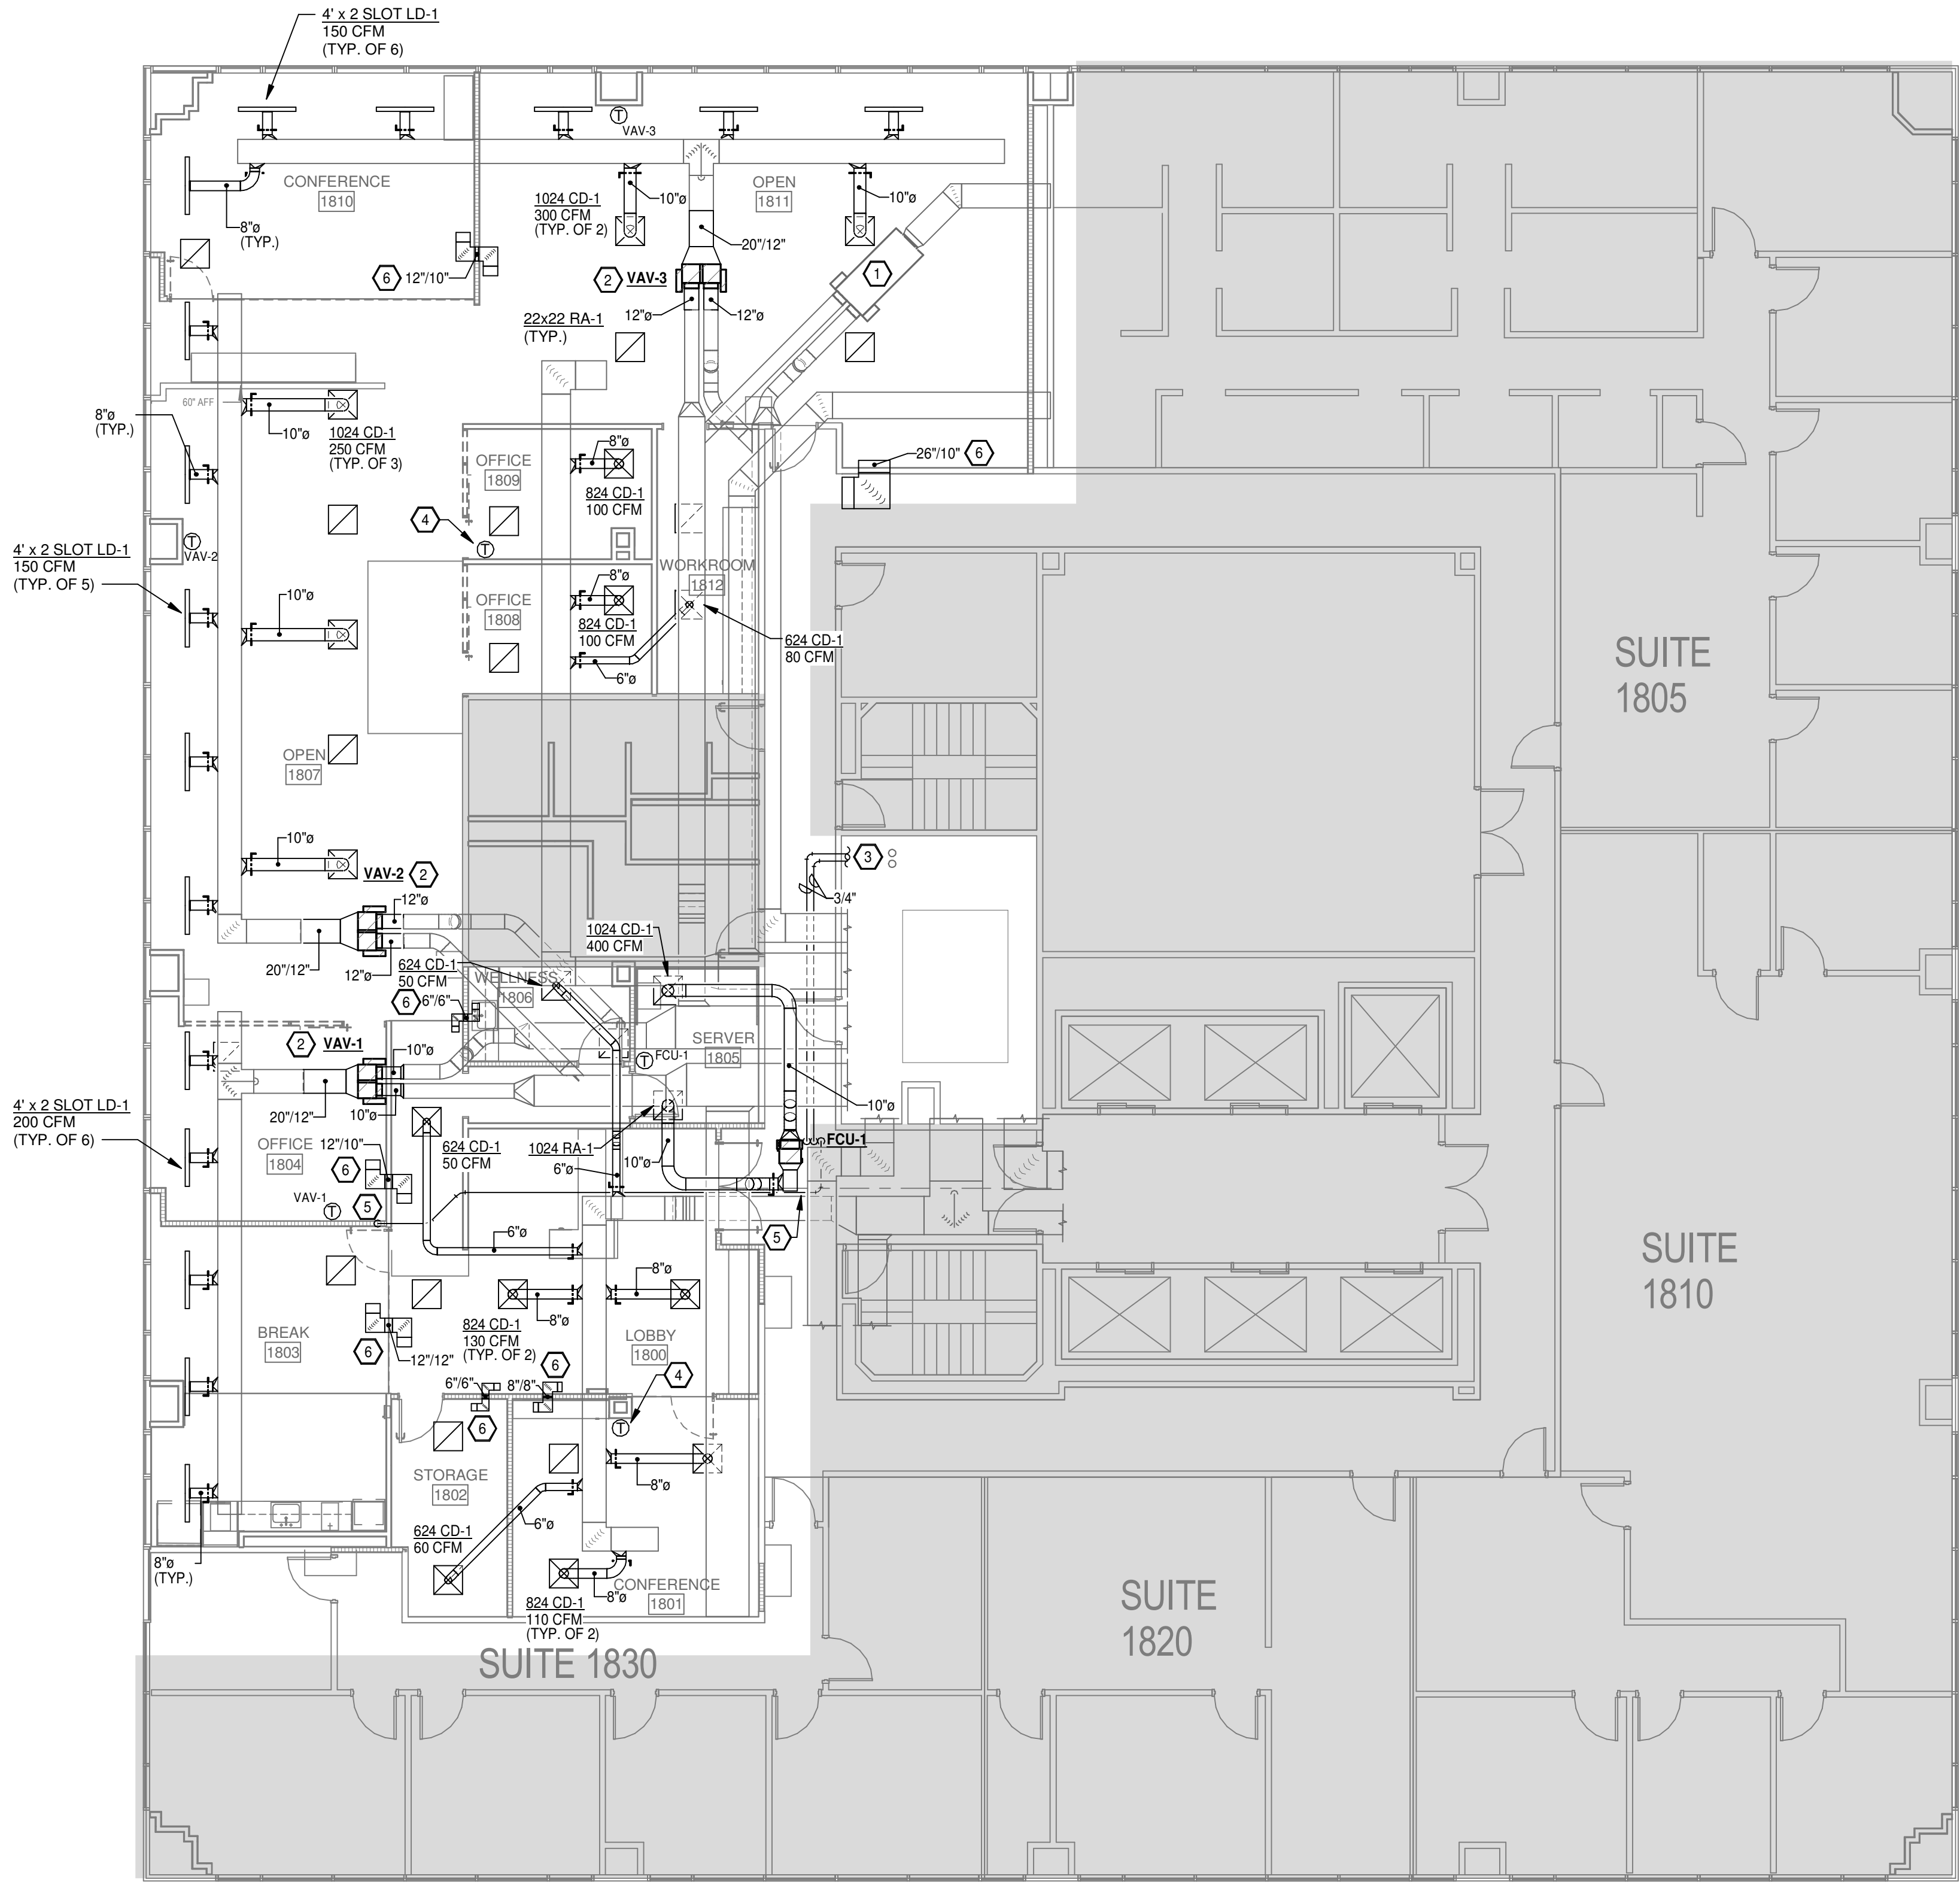 4' x 2 SLOT LD-1
150 CFM
(TYP. OF 6)
T
VAV-3
CONFERENCE
1810
8"ø
(TYP.)
1024 CD-1
300 CFM
(TYP. OF 2)
10"ø
OPEN
1811
10"ø
20"/12"
6
12"/10"
2
VAV-3
1
12"ø
12"ø
22x22 RA-1
(TYP.)
60" AFF
8"ø
(TYP.)
10"ø
1024 CD-1
250 CFM
(TYP. OF 3)
OFFICE
1809
8"ø
824 CD-1
100 CFM
26"/10"
6
4
T
T
VAV-2
4' x 2 SLOT LD-1
150 CFM
(TYP. OF 5)
10"ø
OFFICE
1808
8"ø
824 CD-1
100 CFM
6"ø
WORKROOM
1812
624 CD-1
80 CFM
SUITE
1805
OPEN
1807
10"ø
VAV-2
2
12"ø
20"/12"
12"ø
3
3/4"
1024 CD-1
400 CFM
624 CD-1
50 CFM
WELLNESS
1806
6
6"/6"
SERVER
1805
T
FCU-1
2
VAV-1
10"ø
20"/12"
10"ø
10"ø
4' x 2 SLOT LD-1
200 CFM
(TYP. OF 6)
OFFICE
1804
12"/10"
6
624 CD-1
50 CFM
1024 RA-1
10"ø
6"ø
FCU-1
VAV-1
T
5
5
6"ø
8"ø
8"ø
824 CD-1
130 CFM
(TYP. OF 2)
LOBBY
1800
BREAK
1803
6
12"/12"
6
6"/6"
8"/8"
4
6
T
STORAGE
1802
8"ø
6"ø
624 CD-1
60 CFM
8"ø
(TYP.)
8"ø
CONFERENCE
1801
824 CD-1
110 CFM
(TYP. OF 2)
SUITE 1830
SUITE
1820
SUITE
1810